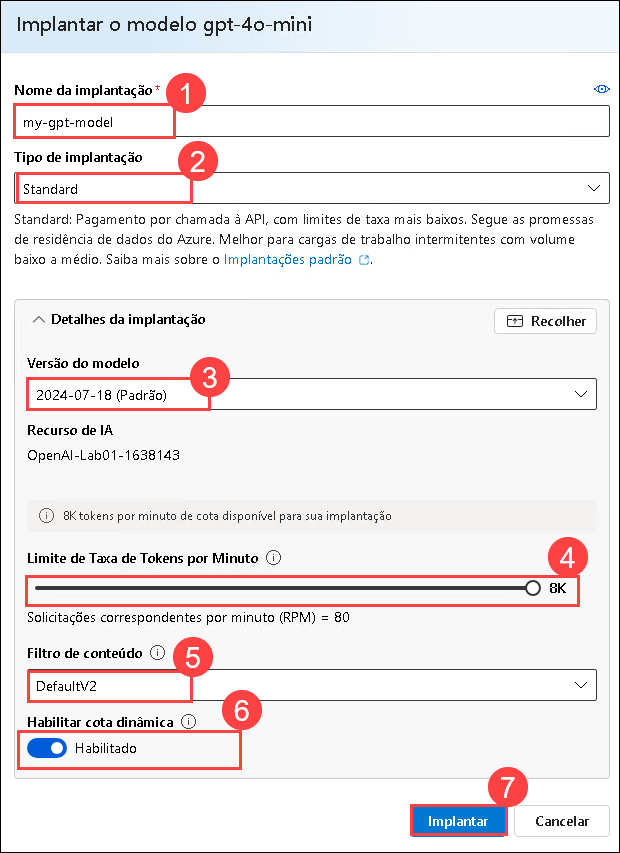 Implantar o modelo gpt-4o-mini
Nome da implantação*
1
my-gpt-model
Tipo de implantação
2
Standard
Standard: Pagamento por chamada à API, com limites de taxa mais baixos. Segue as promessas
de residência de dados do Azure. Melhor para cargas de trabalho intermitentes com volume
baixo a médio. Saiba mais sobre o Implantações padrão.
Detalhes da implantação
Recolher
Versão do modelo
3
2024-07-18 (Padrão)
Recurso de IA
OpenAI-Lab01-1638143
8K tokens por minuto de cota disponível para sua implantação
Limite de Taxa de Tokens por Minuto
4
8K
Solicitações correspondentes por minuto (RPM) = 80
Filtro de conteúdo
5
DefaultV2
Habilitar cota dinâmica
6
Habilitado
7
Implantar
Cancelar